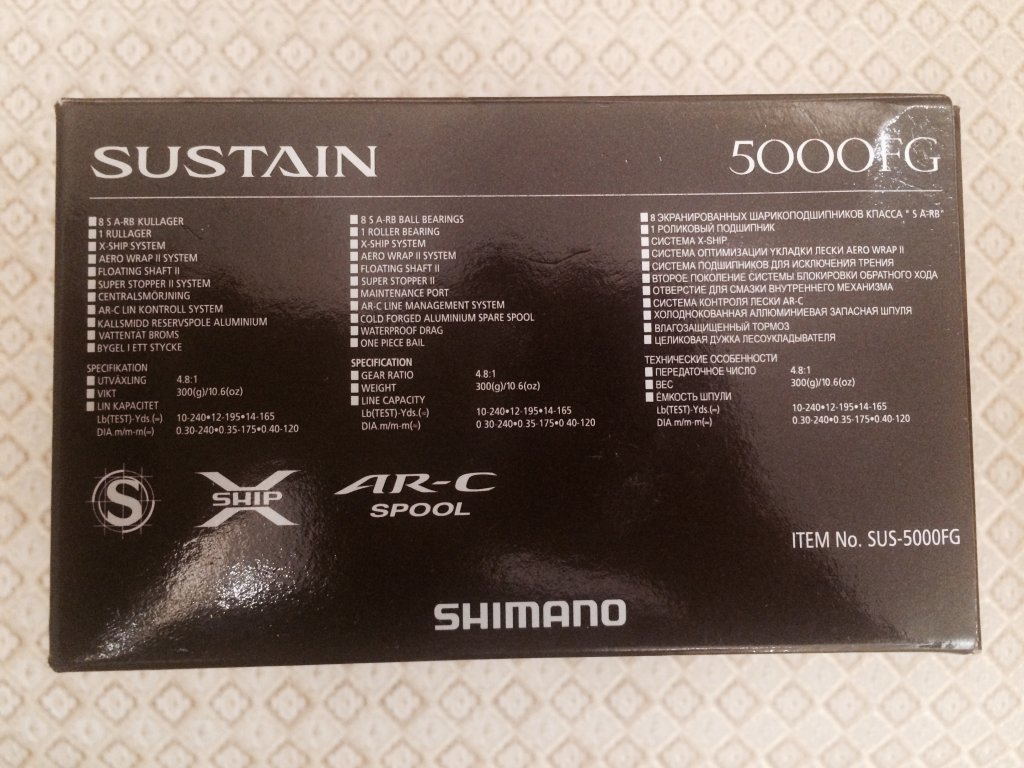 SUSTAIN
5000FG
8 S A-RB KULLAGER
1 RULLAGER
X-SHIP SYSTEM
AERO WRAP II SYSTEM
FLOATING SHAFT II
SUPER STOPPER II SYSTEM
CENTRALSMÖRJNING
AR-C LIN KONTROLL SYSTEM
KALLSMIDD RESERVSPOLE ALUMINIUM
VATTENTÄT BROMS
BYGEL I ETT STYCKE
SPECIFIKATION
UTVÄXLING 4.8:1
VIKT 300(g)/10.6(oz)
LIN KAPACITET
Lb(TEST)-Yds.(≈) 10-240•12-195•14-165
DIA.m/m-m(≈) 0.30-240•0.35-175•0.40-120
8 S A-RB BALL BEARINGS
1 ROLLER BEARING
X-SHIP SYSTEM
AERO WRAP II SYSTEM
FLOATING SHAFT II
SUPER STOPPER II
MAINTENANCE PORT
AR-C LINE MANAGEMENT SYSTEM
COLD FORGED ALUMINIUM SPARE SPOOL
WATERPROOF DRAG
ONE PIECE BAIL
SPECIFICATION
GEAR RATIO 4.8:1
WEIGHT 300(g)/10.6(oz)
LINE CAPACITY
Lb(TEST)-Yds.(≈) 10-240•12-195•14-165
DIA.m/m-m(≈) 0 30-240•0.35-175•0 40-120
8 ЭКРАНИРОВАННЫХ ШАРИКОПОДШИПНИКОВ КПАССА " S A-RB"
1 РОЛИКОВЫЙ ПОДШИПНИК
СИСТЕМА X-SHIP
СИСТЕМА ОПТИМИЗАЦИИ УКЛАДКИ ЛЕСКИ AERO WRAP II
СИСТЕМА ПОДШИПНИКОВ ДЛЯ ИСКЛЮЧЕНИЯ ТРЕНИЯ
ВТОРОЕ ПОКОЛЕНИЕ СИСТЕМЫ БЛОКИРОВКИ ОБРАТНОГО ХОДА
ОТВЕРСТИЕ ДЛЯ СМАЗКИ ВНУТРЕННЕГО МЕХАНИЗМА
СИСТЕМА КОНТРОЛЯ ЛЕСКИ AR-C
ХОЛОДНОКОВАННАЯ АЛЛЮМИНИЕВАЯ ЗАПАСНАЯ ШПУЛЯ
ВЛАГОЗАЩИЩЕННЫЙ ТОРМОЗ
ЦЕЛИКОВАЯ ДУЖКА ЛЕСОУКЛАДЫВАТЕЛЯ
ТЕХНИЧЕСКИЕ ОСОБЕННОСТИ
ПЕРЕДАТОЧНОЕ ЧИСЛО 4.8:1
ВЕС 300(g)/10.6(oz)
ЁМКОСТЬ ШПУЛИ
Lb(TEST)-Yds.(≈) 10-240•12-195•14-165
DIA.m/m-m(≈) 0.30-240•0.35-175•0.40-120
S
X SHIP
AR-C
SPOOL
ITEM No. SUS-5000FG
SHIMANO